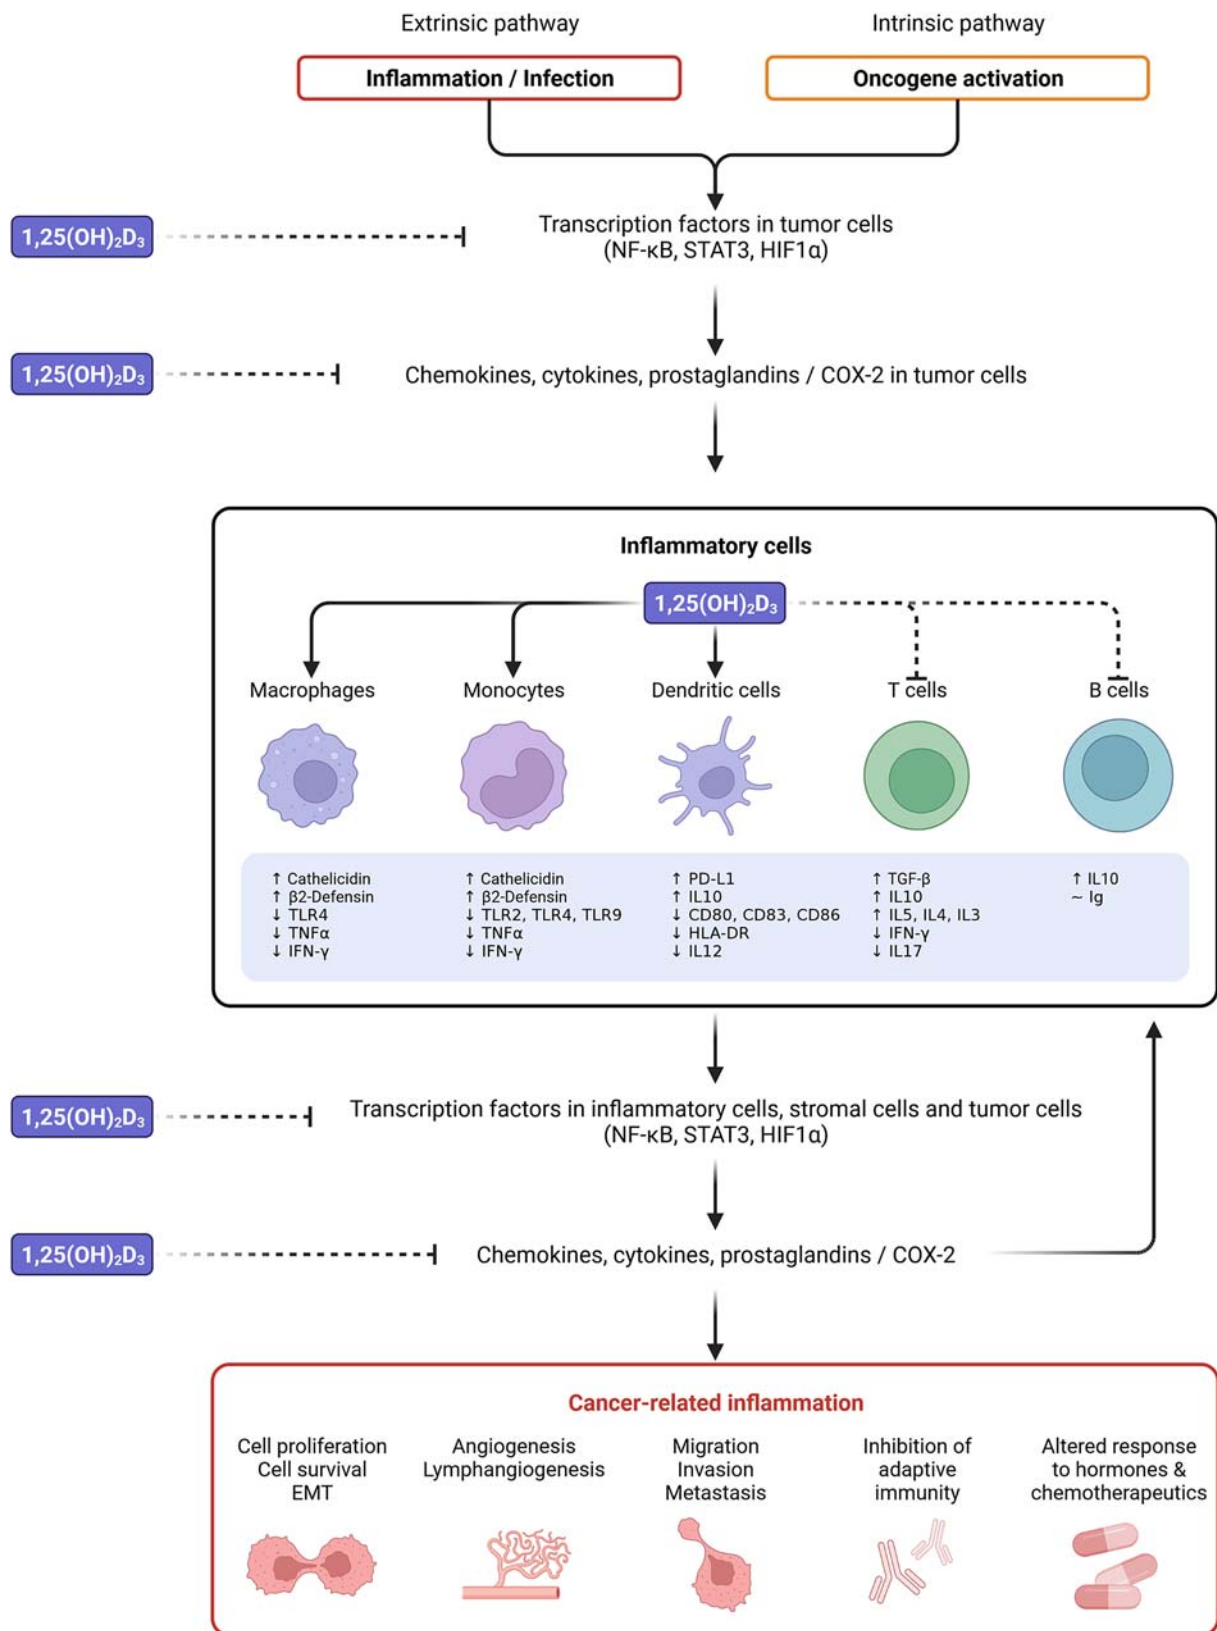 Extrinsic pathway
Intrinsic pathway
Inflammation / Infection
Oncogene activation
1,25(OH)₂D₃
Transcription factors in tumor cells
(NF-κB, STAT3, HIF1α)
1,25(OH)₂D₃
Chemokines, cytokines, prostaglandins / COX-2 in tumor cells
Inflammatory cells
1,25(OH)₂D₃
Macrophages
Monocytes
Dendritic cells
T cells
B cells
↑ Cathelicidin
↑ β2-Defensin
↓ TLR4
↓ TNFα
↓ IFN-γ
↑ Cathelicidin
↑ β2-Defensin
↓ TLR2, TLR4, TLR9
↓ TNFα
↓ IFN-γ
↑ PD-L1
↑ IL10
↓ CD80, CD83, CD86
↓ HLA-DR
↓ IL12
↑ TGF-β
↑ IL10
↑ IL5, IL4, IL3
↓ IFN-γ
↓ IL17
↑ IL10
~ Ig
1,25(OH)₂D₃
Transcription factors in inflammatory cells, stromal cells and tumor cells
(NF-κB, STAT3, HIF1α)
1,25(OH)₂D₃
Chemokines, cytokines, prostaglandins / COX-2
Cancer-related inflammation
Cell proliferation
Cell survival
EMT
Angiogenesis
Lymphangiogenesis
Migration
Invasion
Metastasis
Inhibition of
adaptive
immunity
Altered response
to hormones &
chemotherapeutics